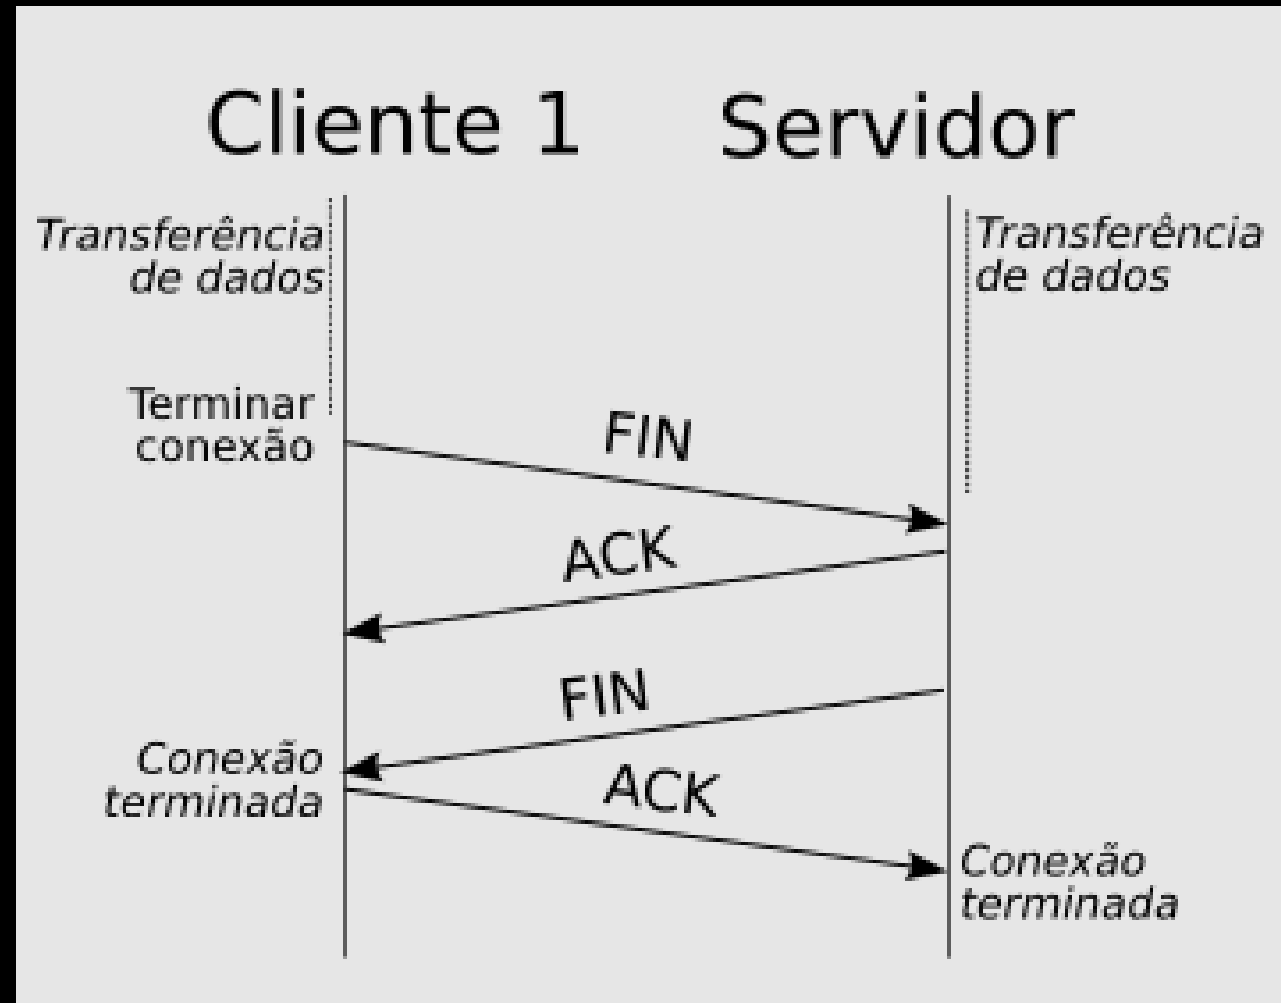 Cliente 1
Servidor
Transferência
de dados
Transferência
de dados
Terminar
conexão
FIN
ACK
FIN
Conexão
terminada
ACK
Conexão
terminada